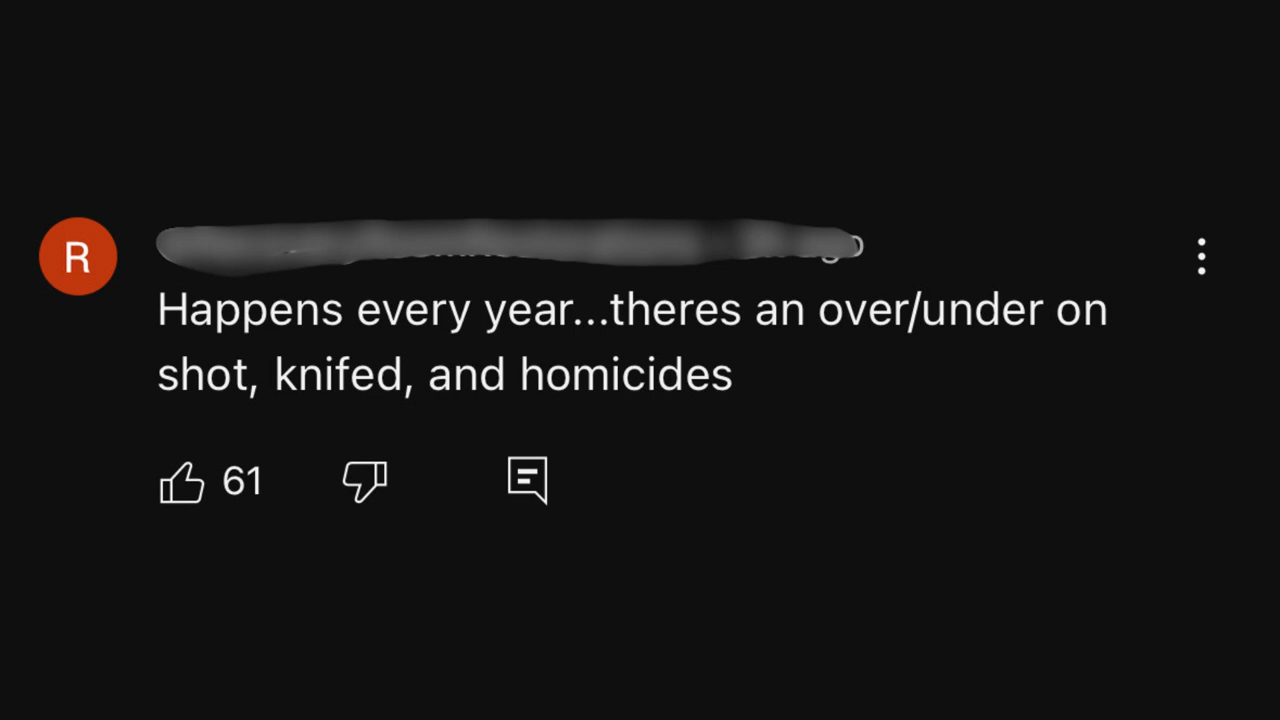 R
Happens every year...theres an over/under on
shot, knifed, and homicides
61